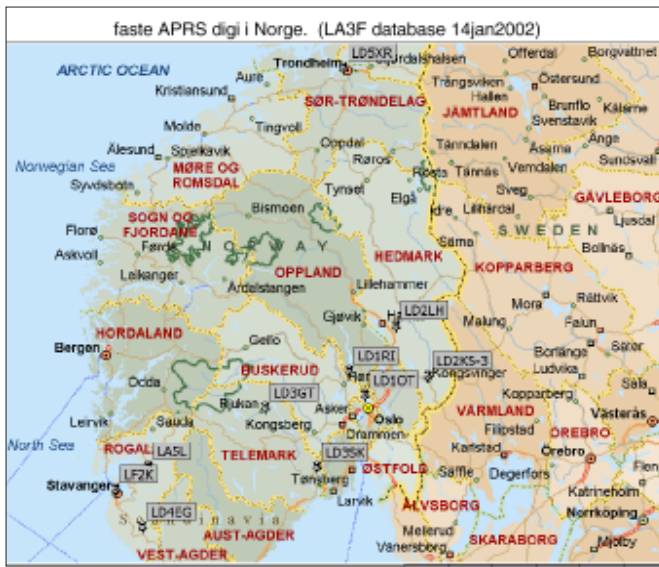 faste APRS digi i Norge. (LA3F database 14jan2002)
LD5XR
Trondheim
Offerdal
Borgvattnet
ARCTIC OCEAN
Aure
Trångsviken
Östersund
Kristiansund
Hallen
SØR-TRØNDELAG
JÄMTLAND
Brunflo
Kälarne
Svenstavik
Molde
Tingvoll
Ånge
Ålesund
Spjelkavik
Oppdal
Røros
Tänndalen
Åsarna
Sundsvall
Norwegian Sea
MØRE OG
ROMSDAL
Tännäs
Vemdalen
Syvdsbotn
Tynset
Elgå
Sveg
GÄVLEBORG
SOGN OG
FJORDANE
Bismoen
Idre
Lillhärdal
Ljusdal
Florø
Førde
NORWAY
HEDMARK
Särna
SWEDEN
Bollnäs
Askvoll
OPPLAND
KOPPARBERG
Leikanger
Årdalstangen
Lillehammer
Mora
Rättvik
HORDALAND
Gjøvik
LD2LH
Malung
Falun
Bergen
Geilo
LD1RI
LD2KS-3
Borlänge
Säter
BUSKERUD
Kongsvinger
Ludvika
Odda
LD3GT
LD1OT
Sala
Rjukan
Kopparberg
Leirvik
Sauda
Asker
Oslo
VARMLAND
Västerås
Kongsberg
Drammen
Filipstad
ÖREBRO
North Sea
ROGAL
LA5L
TELEMARK
LD3SK
ØSTFOLD
Karlstad
Örebro
LF2K
Tønsberg
Säffle
Degerfors
Stavanger
Larvik
Katrineholm
LD4EG
Scandinavia
ÄLVSBORG
Norrköping
AUST-AGDER
Mellerud
SKARABORG
VEST-AGDER
Vänersborg
Mjölby